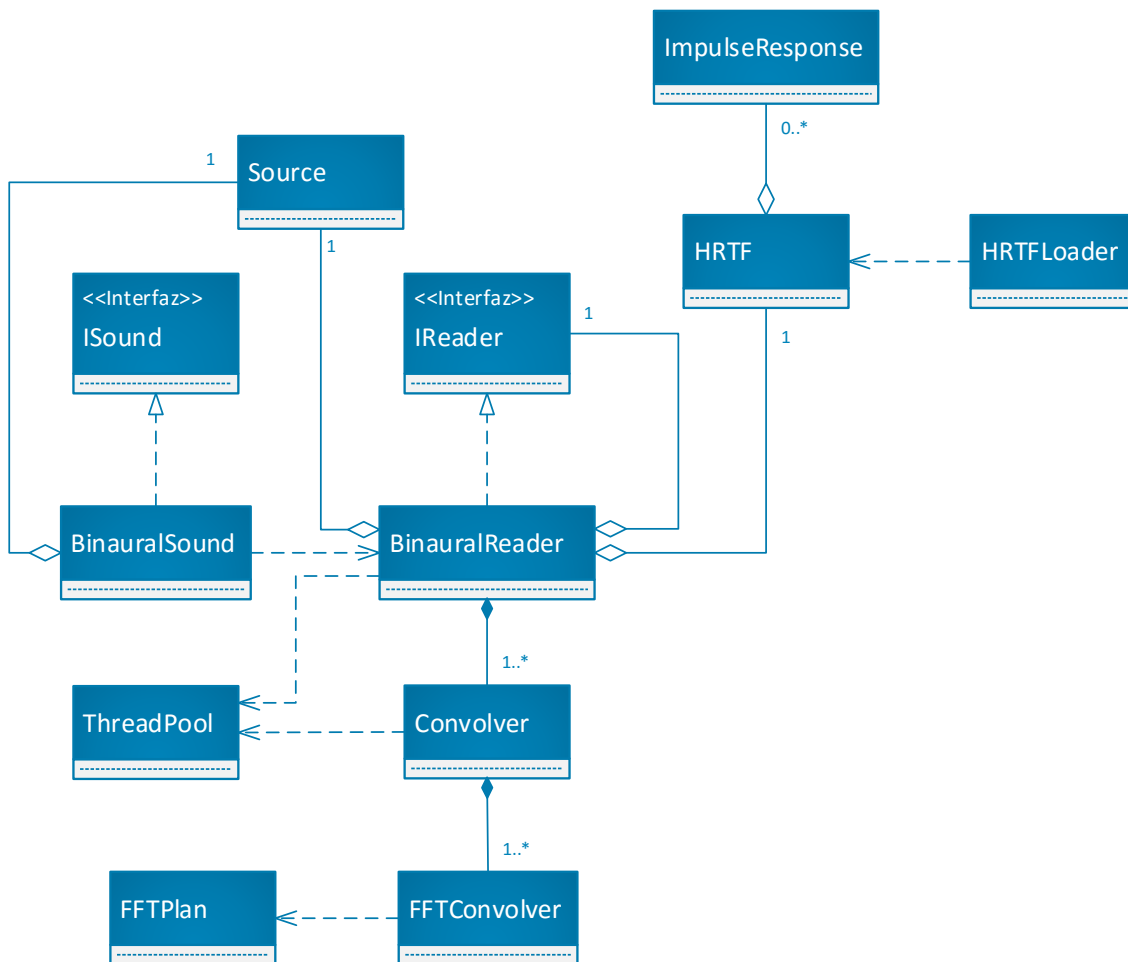 ImpulseResponse
0..*
1
Source
1
HRTF
HRTFLoader
<<Interfaz>>
ISound
<<Interfaz>>
IReader
1
1
BinauralSound
BinauralReader
1..*
ThreadPool
Convolver
1..*
FFTPlan
FFTConvolver